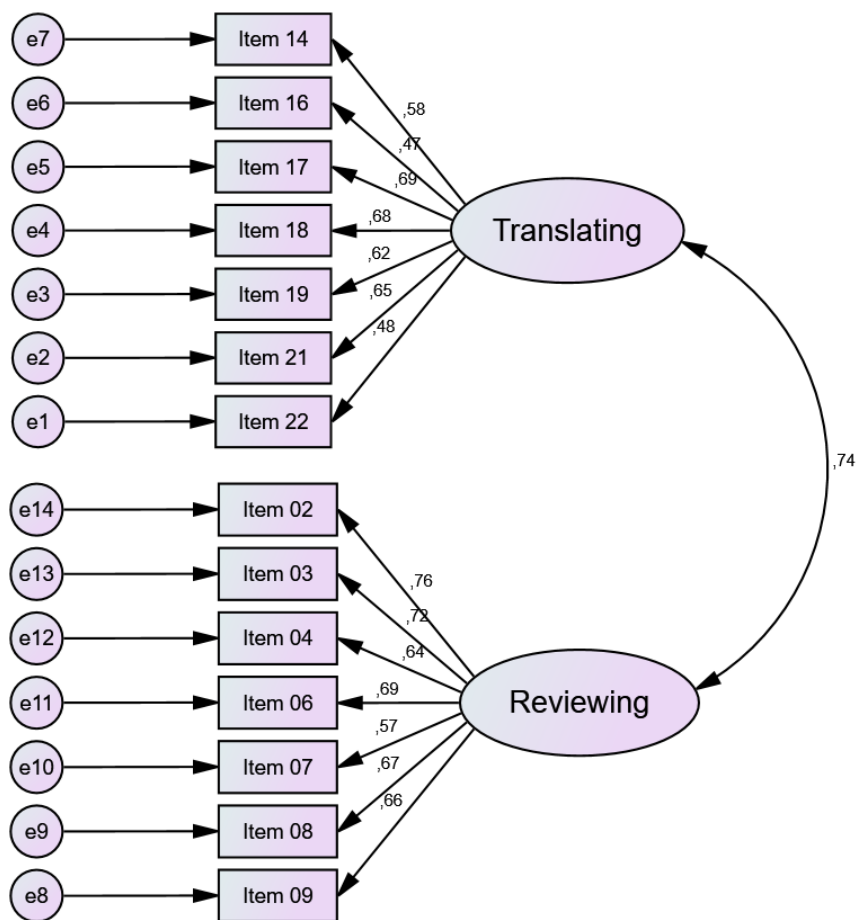 e7 Item 14
,58
e6 Item 16
,47
e5 Item 17
,69
e4 Item 18
,68
Translating
e3 Item 19
,62
e2 Item 21
,65
e1 Item 22
,48
,74
e14 Item 02
,76
e13 Item 03
,72
e12 Item 04
,64
e11 Item 06
,69
Reviewing
e10 Item 07
,57
e9 Item 08
,67
e8 Item 09
,66